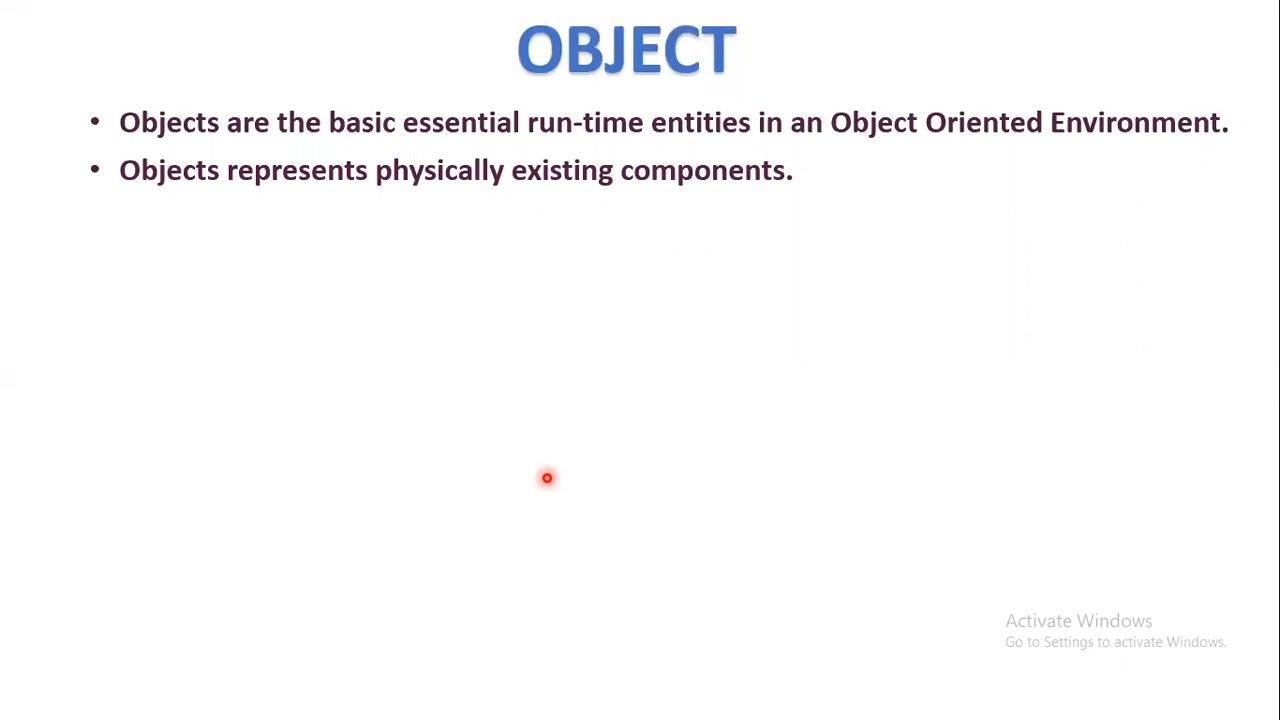 OBJECT
• Objects are the basic essential run-time entities in an Object Oriented Environment.
• Objects represents physically existing components.
Activate Windows
Go to Settings to activate Windows.